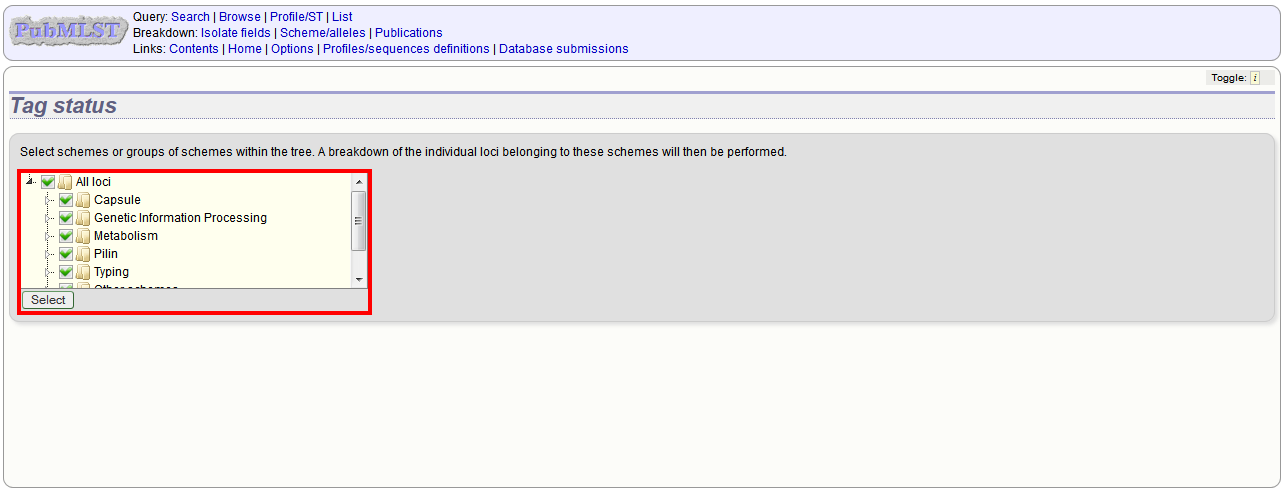 PubMLST
Query: Search | Browse | Profile/ST | List
Breakdown: Isolate fields | Scheme/alleles | Publications
Links: Contents | Home | Options | Profiles/sequences definitions | Database submissions
Toggle: i
Tag status
Select schemes or groups of schemes within the tree. A breakdown of the individual loci belonging to these schemes will then be performed.
All loci
Capsule
Genetic Information Processing
Metabolism
Pilin
Typing
Other schemes
Select